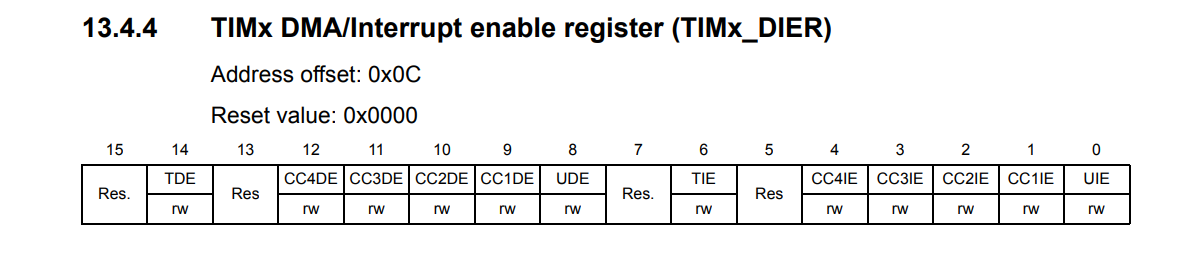 13.4.4 TIMx DMA/Interrupt enable register (TIMx_DIER)
Address offset: 0x0C
Reset value: 0x0000
15 14 13 12 11 10 9 8 7 6 5 4 3 2 1 0
Res. TDE Res CC4DE CC3DE CC2DE CC1DE UDE Res. TIE Res CC4IE CC3IE CC2IE CC1IE UIE
rw rw rw rw rw rw rw rw rw rw rw rw